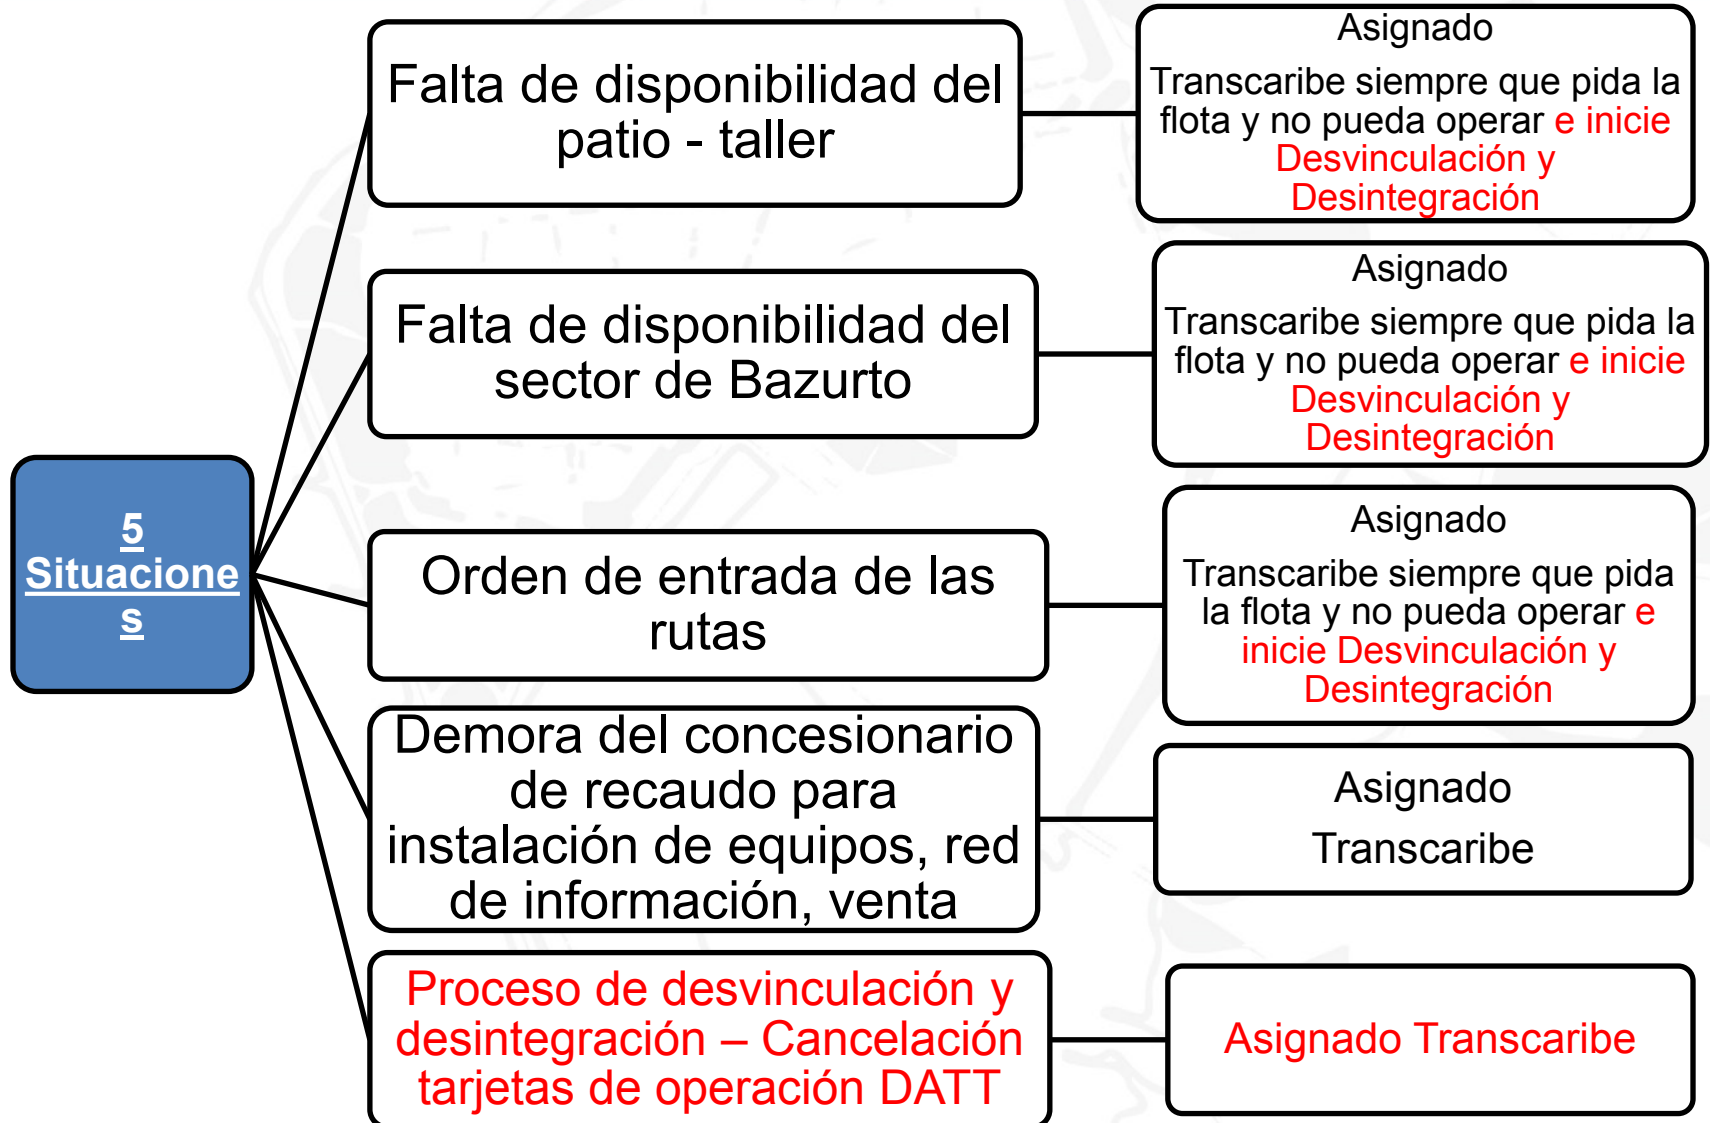 5
Situacione
s
Falta de disponibilidad del
patio - taller
Asignado
Transcaribe siempre que pida la
flota y no pueda operar e inicie
Desvinculación y
Desintegración
Falta de disponibilidad del
sector de Bazurto
Asignado
Transcaribe siempre que pida la
flota y no pueda operar e inicie
Desvinculación y
Desintegración
Orden de entrada de las
rutas
Asignado
Transcaribe siempre que pida
la flota y no pueda operar e
inicie Desvinculación y
Desintegración
Demora del concesionario
de recaudo para
instalación de equipos, red
de información, venta
Asignado
Transcaribe
Proceso de desvinculación y
desintegración – Cancelación
tarjetas de operación DATT
Asignado Transcaribe